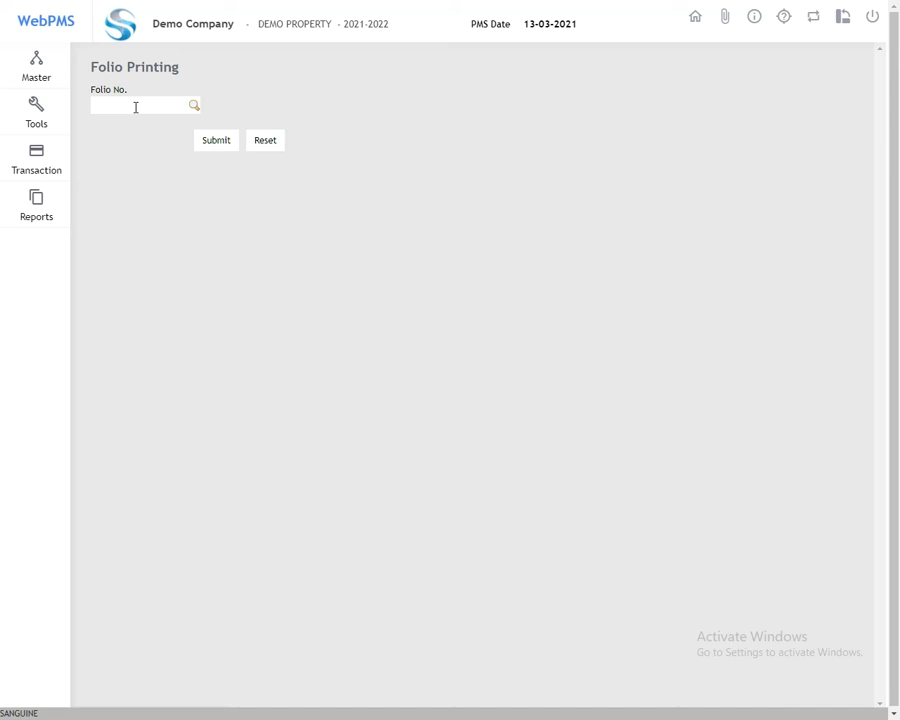 WebPMS
Demo Company - DEMO PROPERTY - 2021-2022 PMS Date 13-03-2021
Master
Tools
Transaction
Reports
Folio Printing
Folio No.
Submit Reset
Activate Windows
Go to Settings to activate Windows.
SANGUINE